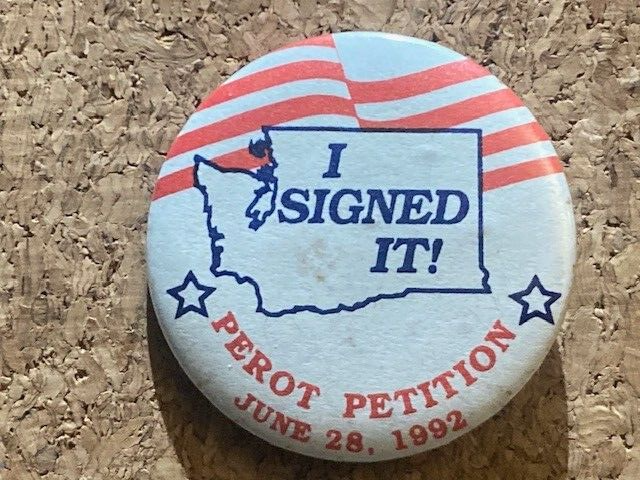 I
SIGNED
IT!
PEROT PETITION
JUNE 28, 1992